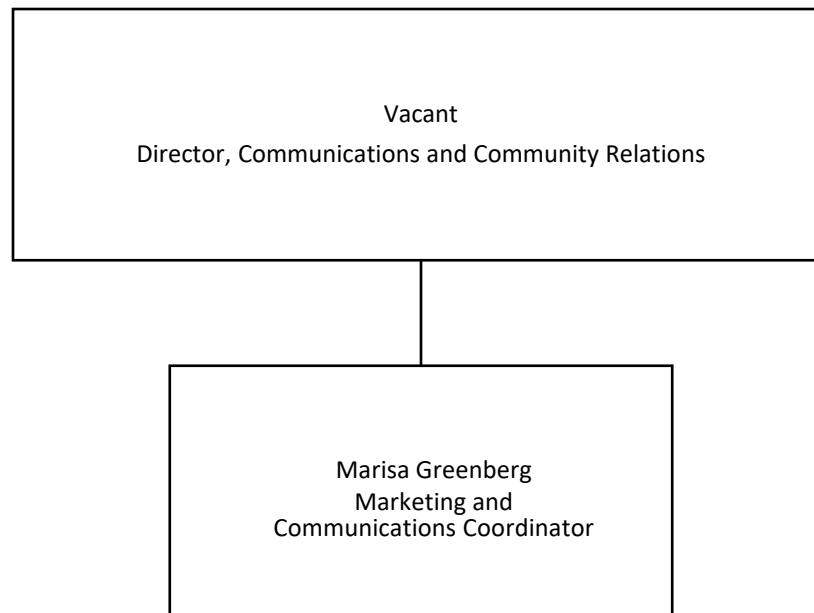 Vacant
Director, Communications and Community Relations
Marisa Greenberg
Marketing and
Communications Coordinator